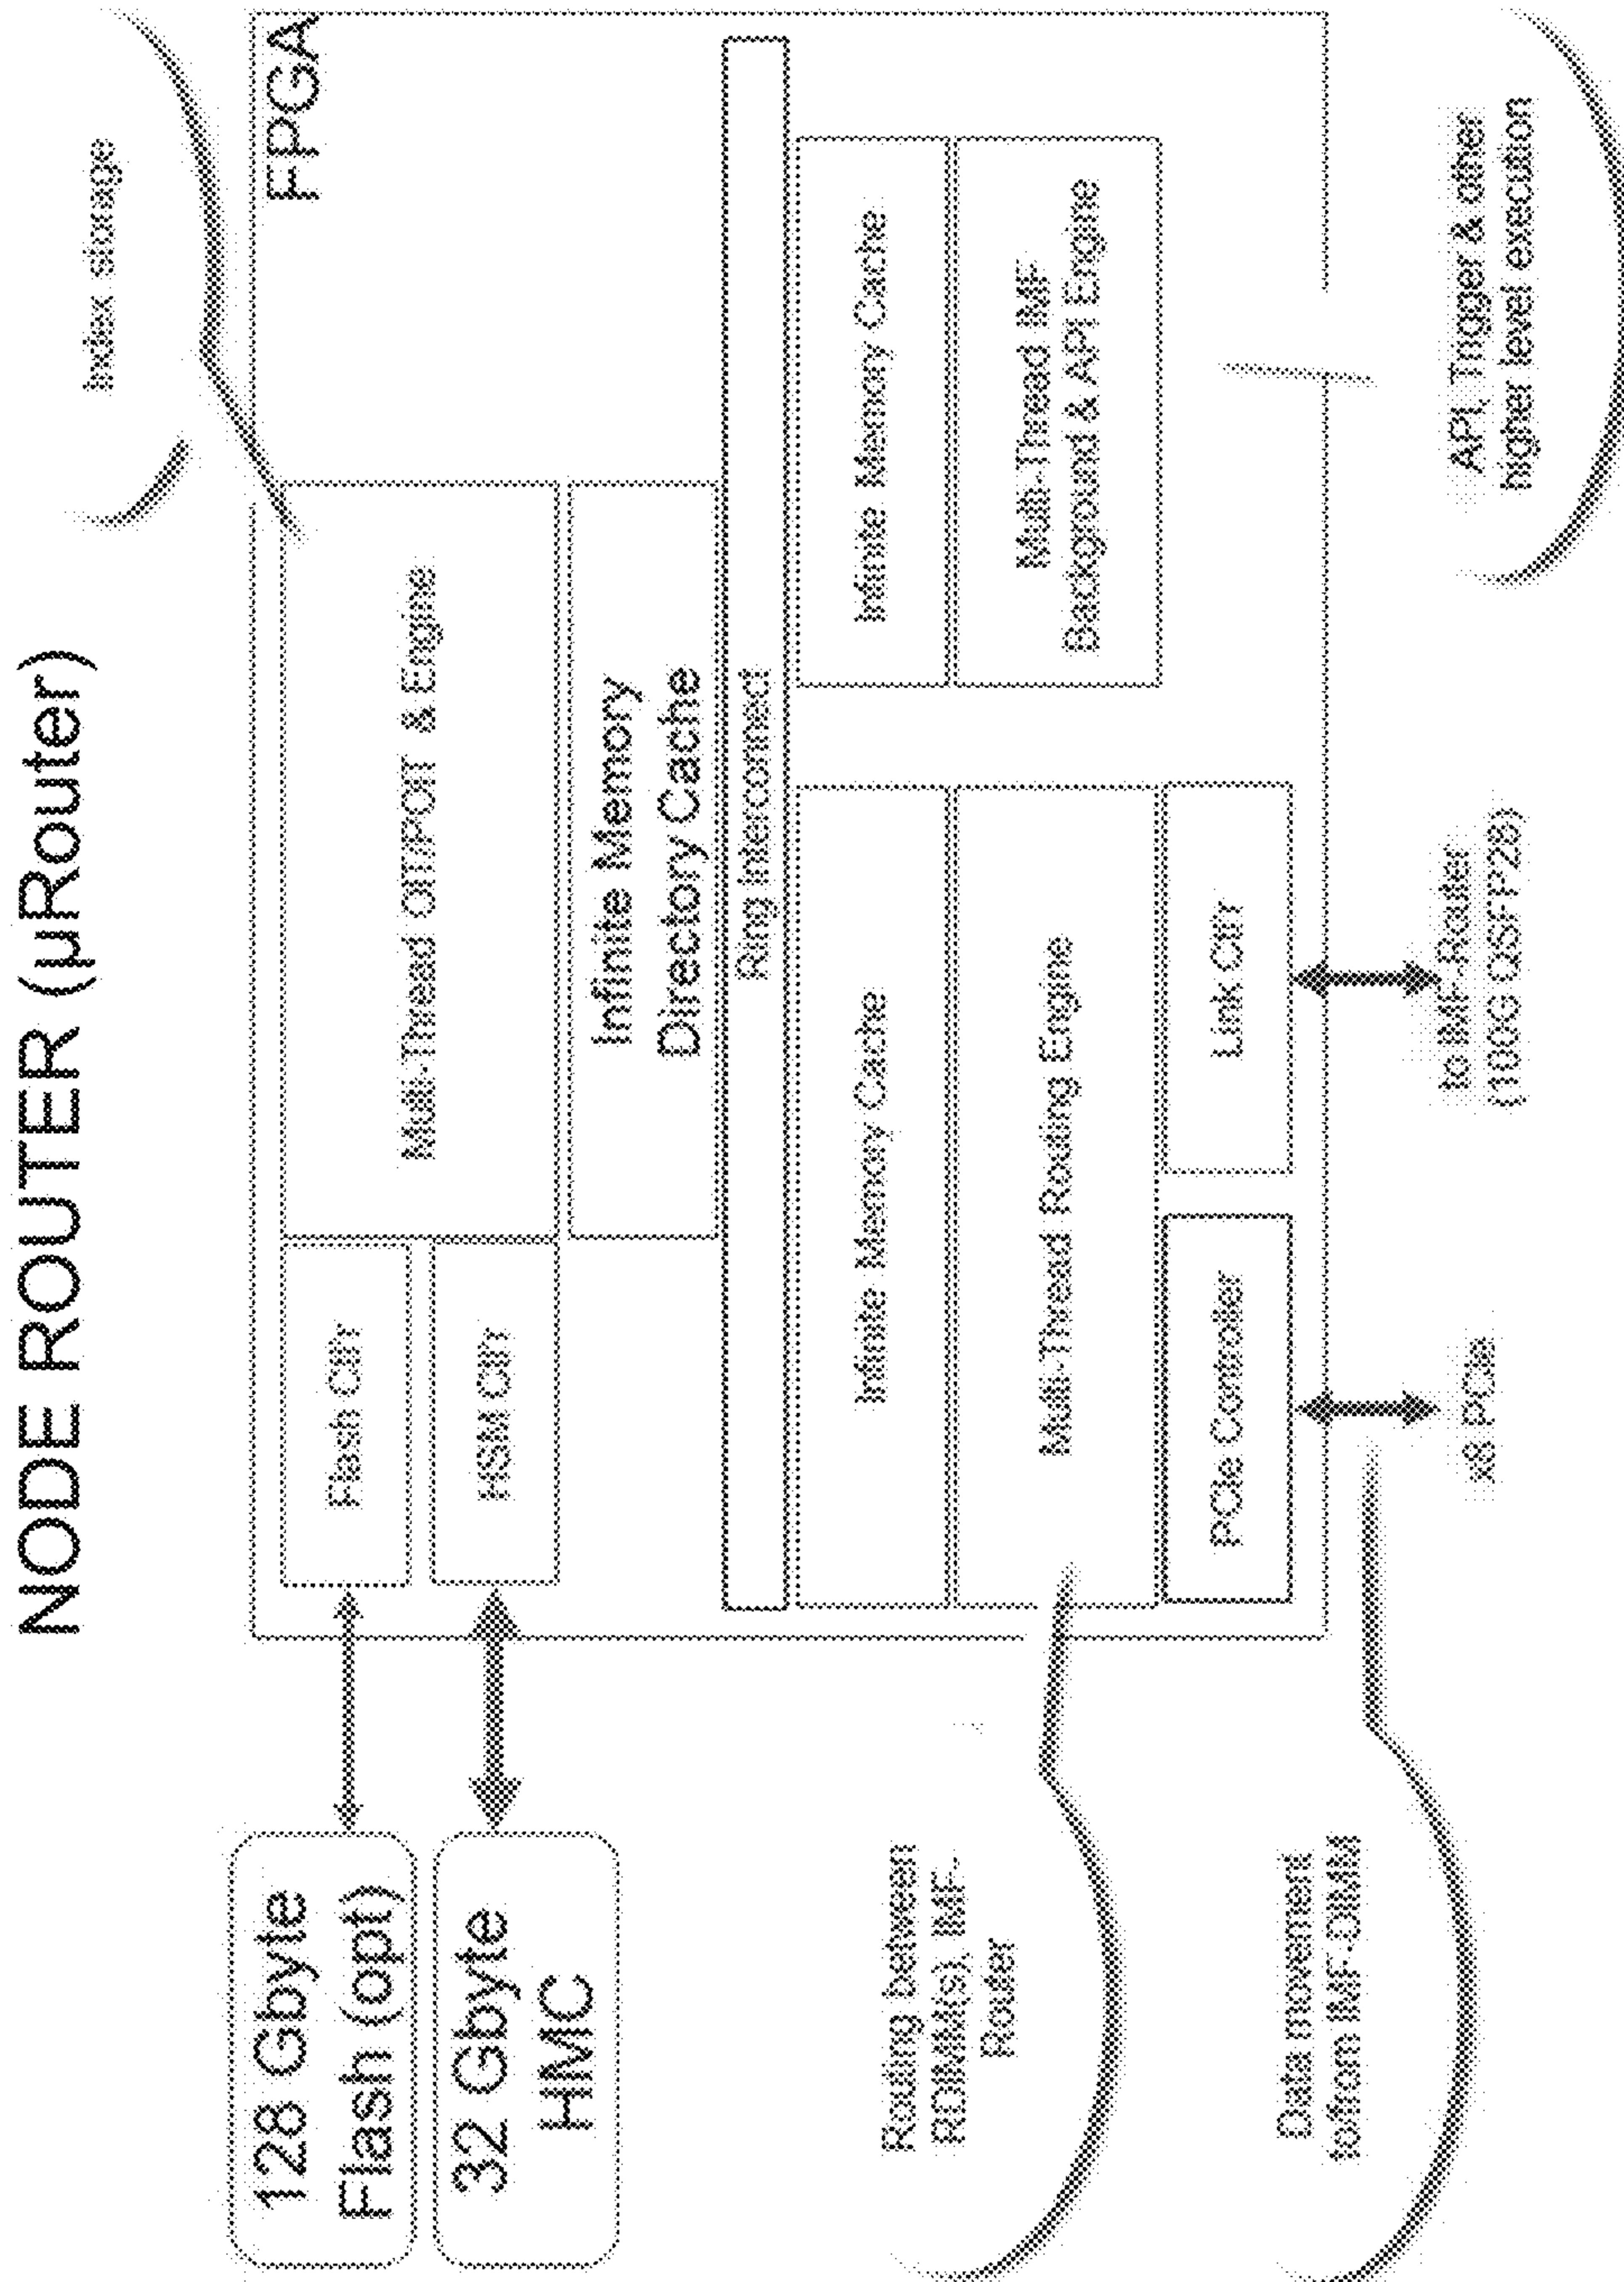 NODE ROUTER (µRouter)
Index storage
FPGA
128 Gbyte
Flash (opt)
32 Gbyte
HMC
Flash Ctlr
HSM Ctlr
Multi-Thread & Engine
Infinite Memory
Directory Cache
Ring Interconnect
Infinite Memory Cache
Infinite Memory Cache
Multi-Thread Routing Engine
Multi-Thread IMF
Background & API Engine
PCIe Controller
Link Ctlr
Routing between
IMF-
Router
Data movement
to/from IMF-DIMM
x8 PCIe
to IMF-Router
(100G QSFP28)
API, Trigger & other
higher level execution